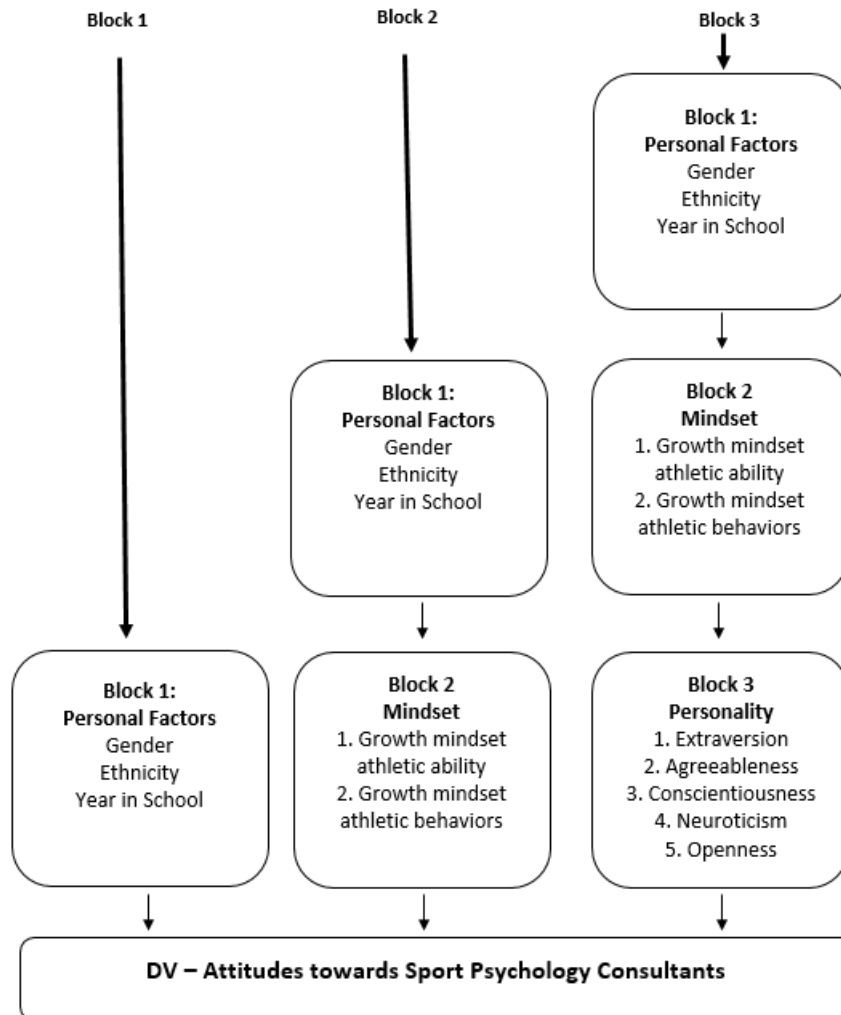 Block 1
Block 2
Block 3
Block 1:
Personal Factors
Gender
Ethnicity
Year in School
Block 1:
Personal Factors
Gender
Ethnicity
Year in School
Block 2
Mindset
1. Growth mindset
athletic ability
2. Growth mindset
athletic behaviors
Block 1:
Personal Factors
Gender
Ethnicity
Year in School
Block 2
Mindset
1. Growth mindset
athletic ability
2. Growth mindset
athletic behaviors
Block 3
Personality
1. Extraversion
2. Agreeableness
3. Conscientiousness
4. Neuroticism
5. Openness
DV – Attitudes towards Sport Psychology Consultants